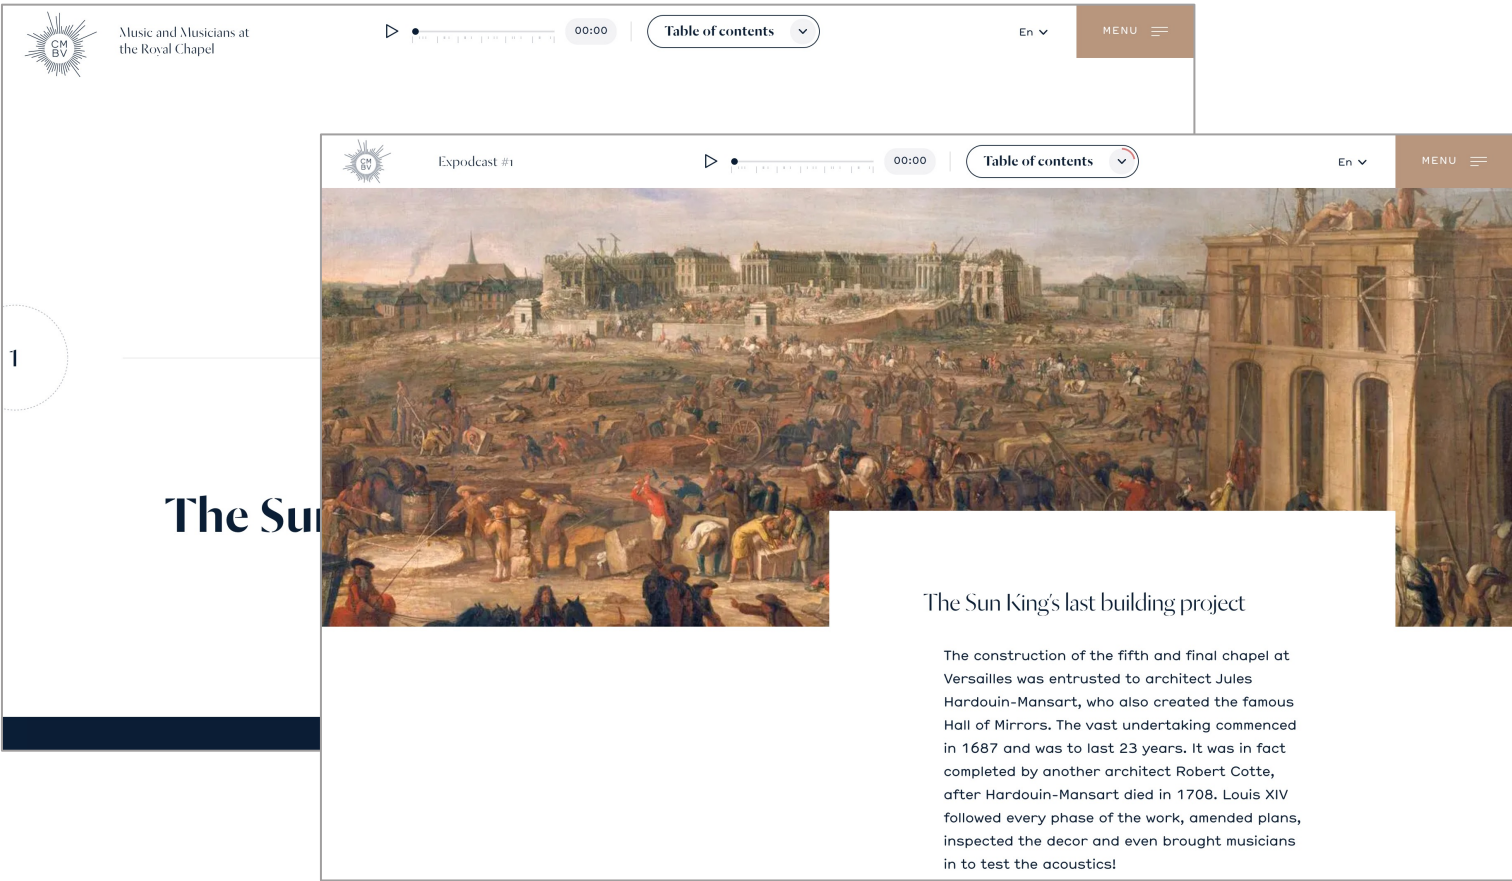 CM
BV
Music and Musicians at
the Royal Chapel
00:00
Table of contents
En
MENU
1
The Su
CM
BV
Expodcast #1
00:00
Table of contents
En
MENU
The Sun King's last building project
The construction of the fifth and final chapel at
Versailles was entrusted to architect Jules
Hardouin-Mansart, who also created the famous
Hall of Mirrors. The vast undertaking commenced
in 1687 and was to last 23 years. It was in fact
completed by another architect Robert Cotte,
after Hardouin-Mansart died in 1708. Louis XIV
followed every phase of the work, amended plans,
inspected the decor and even brought musicians
in to test the acoustics!